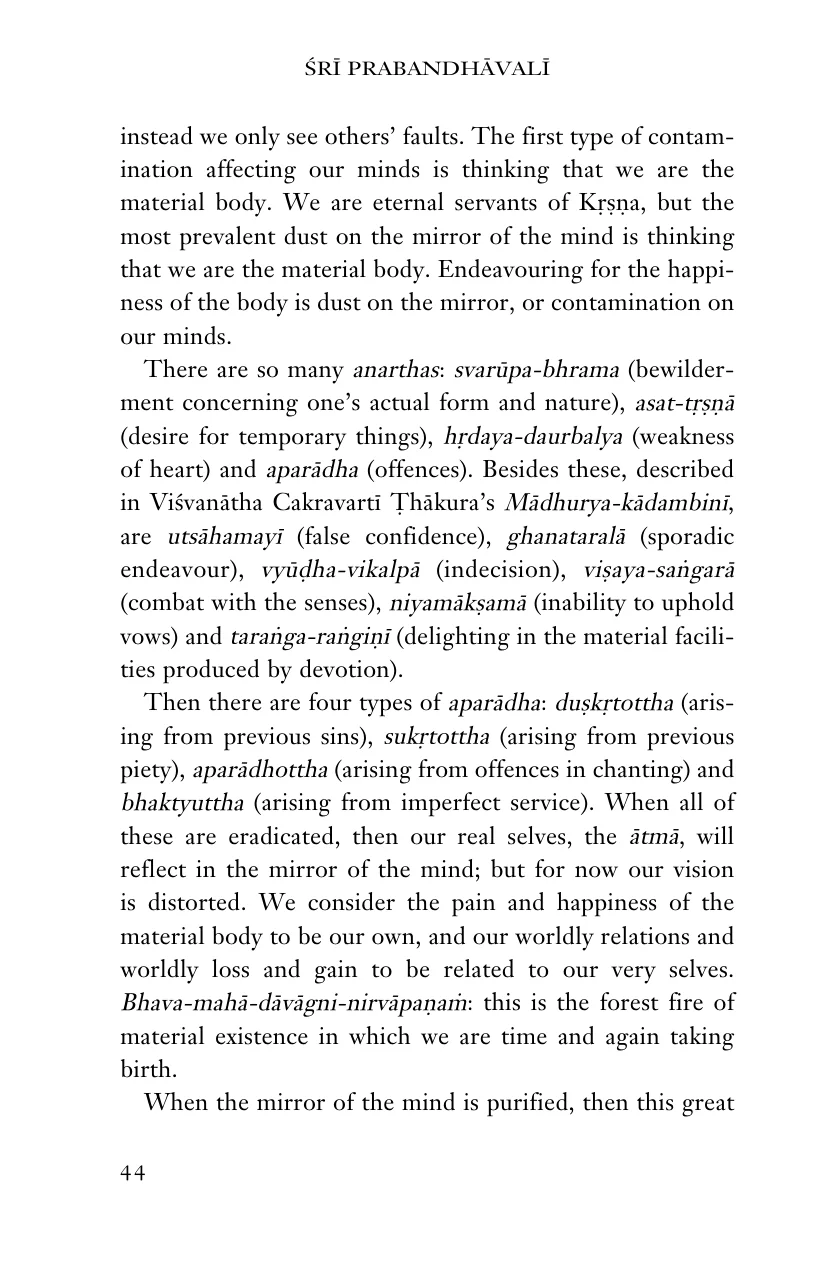 ŚRĪ PRABANDHĀVALĪ
instead we only see others’ faults. The first type of contam-
ination affecting our minds is thinking that we are the
material body. We are eternal servants of Kṛṣṇa, but the
most prevalent dust on the mirror of the mind is thinking
that we are the material body. Endeavouring for the happi-
ness of the body is dust on the mirror, or contamination on
our minds.
There are so many anarthas: svarūpa-bhrama (bewilder-
ment concerning one’s actual form and nature), asat-tṛṣṇā
(desire for temporary things), hṛdaya-daurbalya (weakness
of heart) and aparādha (offences). Besides these, described
in Viśvanātha Cakravartī Ṭhākura’s Mādhurya-kādambinī,
are utsāhamayī (false confidence), ghanataralā (sporadic
endeavour), vyūḍha-vikalpā (indecision), viṣaya-saṅgarā
(combat with the senses), niyamākṣamā (inability to uphold
vows) and taraṅga-raṅgiṇī (delighting in the material facili-
ties produced by devotion).
Then there are four types of aparādha: duṣkṛtottha (aris-
ing from previous sins), sukṛtottha (arising from previous
piety), aparādhottha (arising from offences in chanting) and
bhaktyuttha (arising from imperfect service). When all of
these are eradicated, then our real selves, the ātmā, will
reflect in the mirror of the mind; but for now our vision
is distorted. We consider the pain and happiness of the
material body to be our own, and our worldly relations and
worldly loss and gain to be related to our very selves.
Bhava-mahā-dāvāgni-nirvāpaṇaṁ: this is the forest fire of
material existence in which we are time and again taking
birth.
When the mirror of the mind is purified, then this great
44